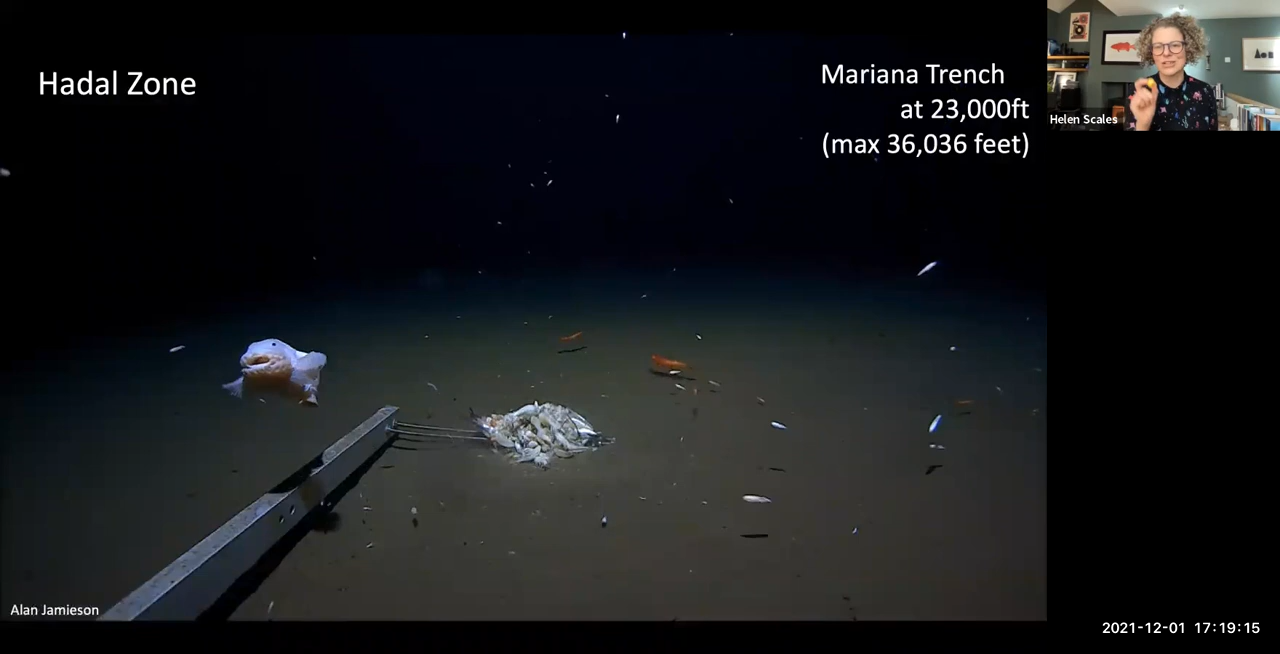 Hadal Zone
Mariana Trench
at 23,000ft
(max 36,036 feet)
Helen Scales
Alan Jamieson
2021-12-01 17:19:15